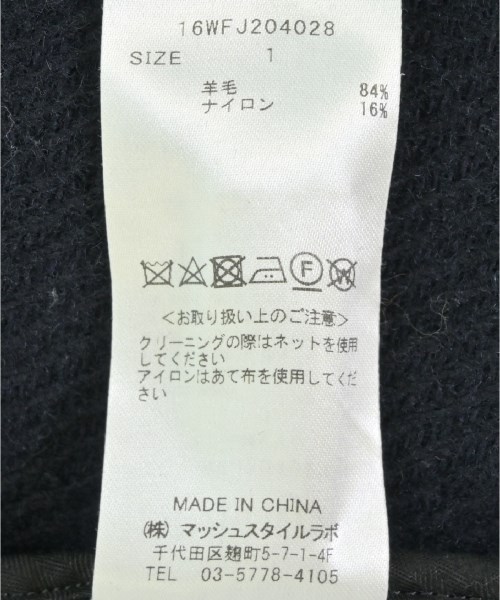 16WFJ204028
SIZE 1
羊毛 84%
ナイロン 16%
F W
<お取り扱い上のご注意>
クリーニングの際はネットを使用
してください
アイロンはあて布を使用してくだ
さい
MADE IN CHINA
(株) マッシュスタイルラボ
千代田区麹町5-7-1-4F
TEL 03-5778-4105